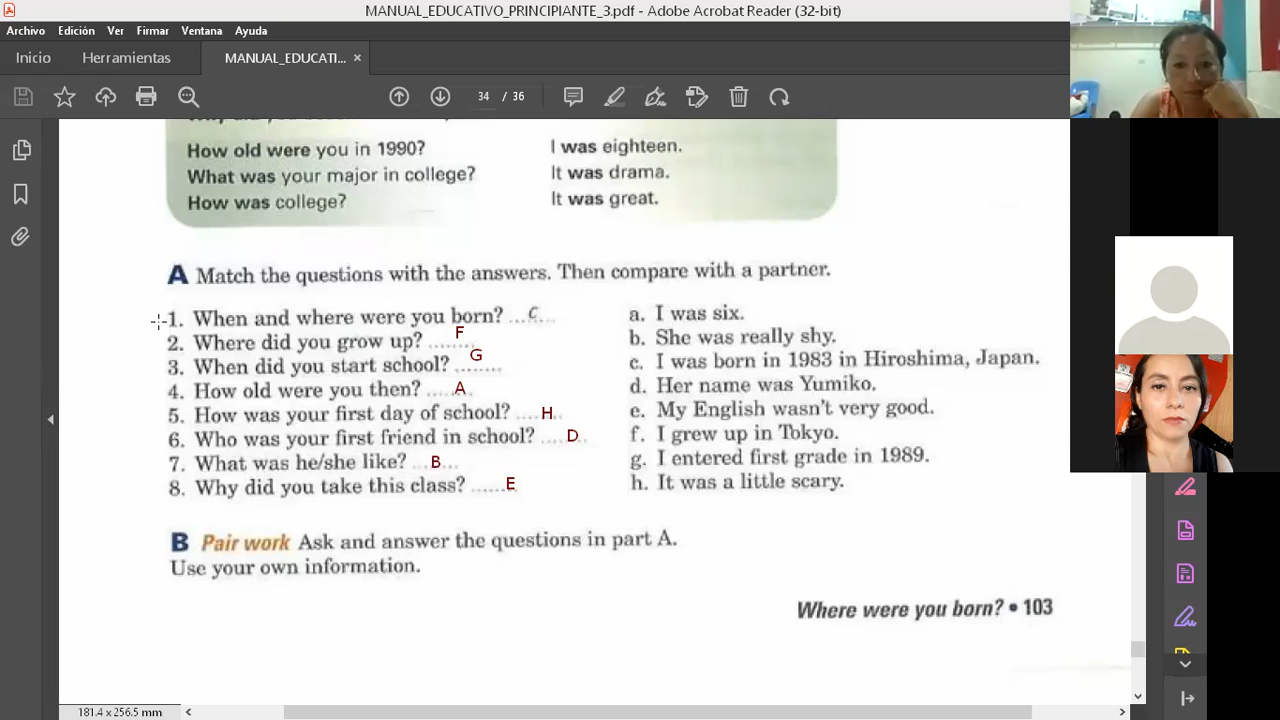 MANUAL_EDUCATIVO_PRINCIPIANTE_3.pdf - Adobe Acrobat Reader (32-bit)
Archivo Edición Ver Firmar Ventana Ayuda
Inicio Herramientas MANUAL_EDUCATI... ×
34 / 36
How old were you in 1990? I was eighteen.
What was your major in college? It was drama.
How was college? It was great.
A Match the questions with the answers. Then compare with a partner.
1. When and where were you born? ...c...
2. Where did you grow up? ........ F
3. When did you start school? ........ G
4. How old were you then? ..... A
5. How was your first day of school? .... H
6. Who was your first friend in school? .... D
7. What was he/she like? ... B ...
8. Why did you take this class? ...... E
a. I was six.
b. She was really shy.
c. I was born in 1983 in Hiroshima, Japan.
d. Her name was Yumiko.
e. My English wasn't very good.
f. I grew up in Tokyo.
g. I entered first grade in 1989.
h. It was a little scary.
B Pair work Ask and answer the questions in part A.
Use your own information.
Where were you born? • 103
181.4 x 256.5 mm